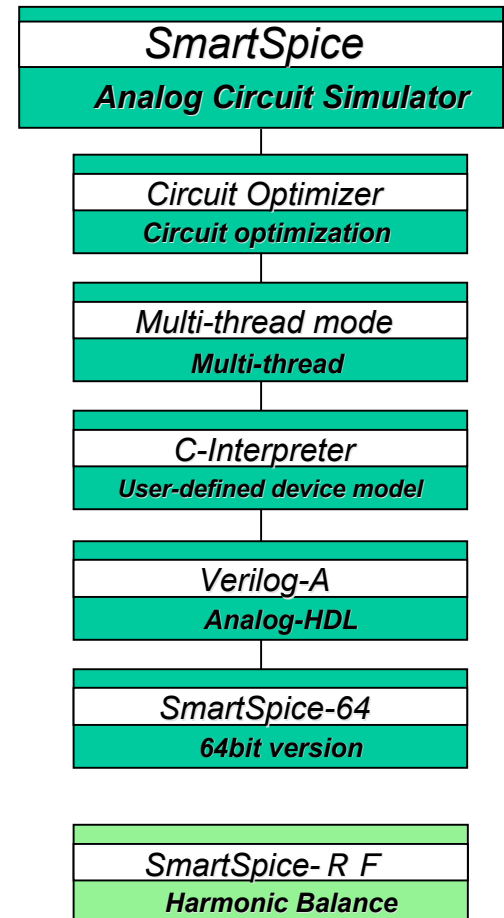 SmartSpice
Analog Circuit Simulator
Circuit Optimizer
Circuit optimization
Multi-thread mode
Multi-thread
C-Interpreter
User-defined device model
Verilog-A
Analog-HDL
SmartSpice-64
64bit version
SmartSpice- R F
Harmonic Balance